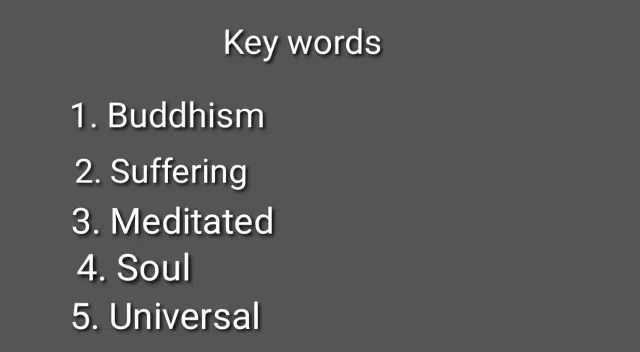 Key words
1. Buddhism
2. Suffering
3. Meditated
4. Soul
5. Universal